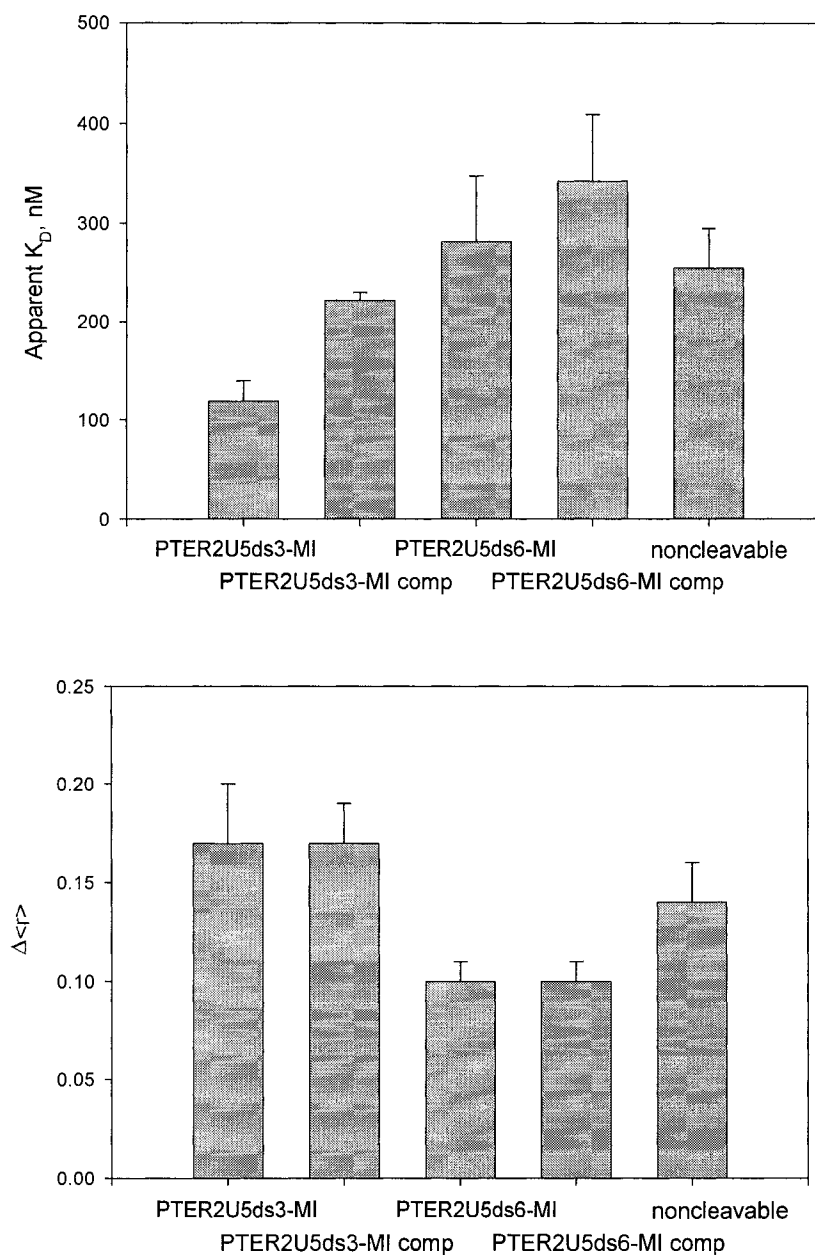 500
400
300
200
100
0
Apparent K_D, nM
PTER2U5ds3-MI PTER2U5ds6-MI noncleavable
PTER2U5ds3-MI comp PTER2U5ds6-MI comp
0.25
0.20
0.15
0.10
0.05
0.00
Δ<r>
PTER2U5ds3-MI PTER2U5ds6-MI noncleavable
PTER2U5ds3-MI comp PTER2U5ds6-MI comp